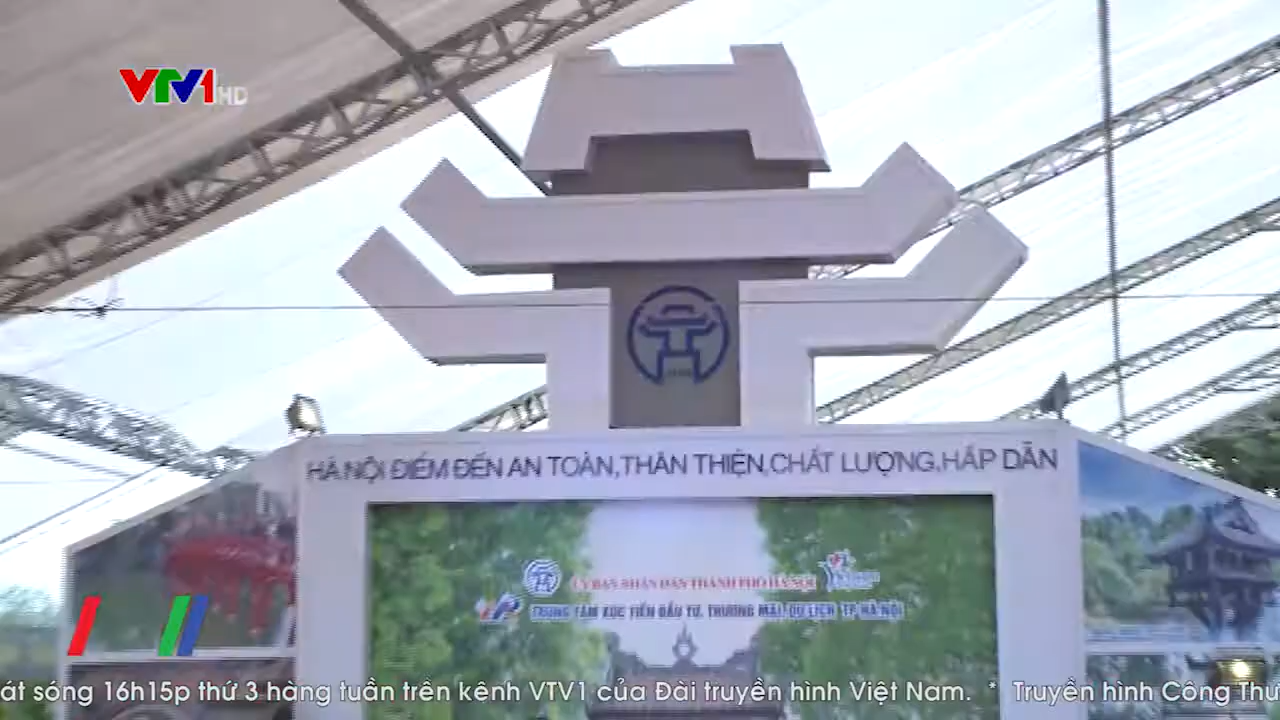 VTV1 HD
HÀ NỘI ĐIỂM ĐẾN AN TOÀN,THÂN THIỆN,CHẤT LƯỢNG,HẤP DẪN
ỦY BAN NHÂN DÂN THÀNH PHỐ HÀ NỘI
TRUNG TÂM XÚC TIẾN ĐẦU TƯ, THƯƠNG MẠI, DU LỊCH TP HÀ NỘI
át sóng 16h15p thứ 3 hàng tuần trên kênh VTV1 của Đài truyền hình Việt Nam. * Truyền hình Công Thư